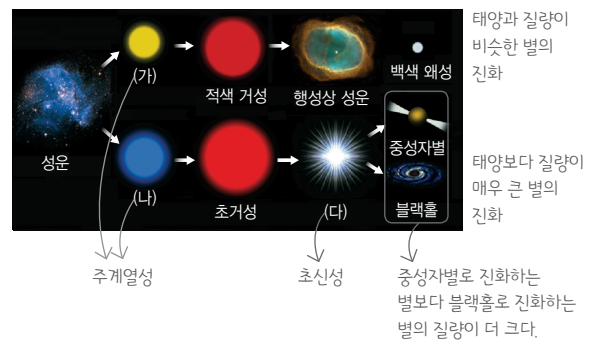 태양과 질량이
비슷한 별의
진화
(가)
적색 거성
행성상 성운
백색 왜성
성운
중성자별
태양보다 질량이
매우 큰 별의
진화
(나)
초거성
(다)
블랙홀
주계열성
초신성
중성자별로 진화하는
별보다 블랙홀로 진화하는
별의 질량이 더 크다.